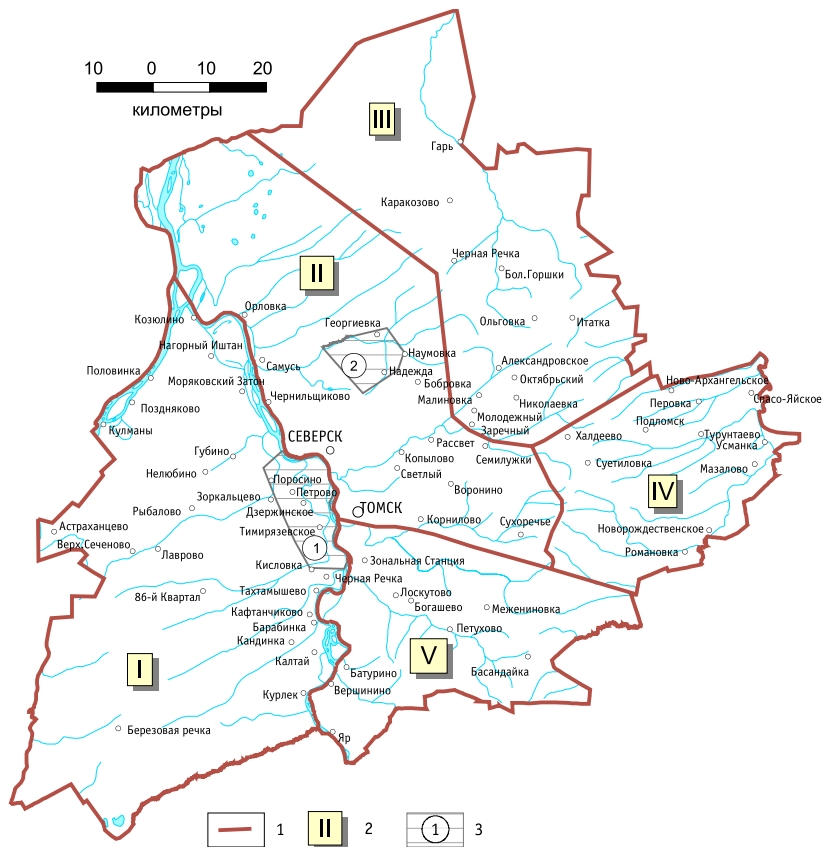 10 0 10 20
километры
III
Гарь
Каракозово
Черная Речка
Бол.Горшки
II
Орловка
Козюлино
Георгиевка
Ольговка
Итатка
Нагорный Иштан
Наумовка
Самусь
2
Надежда
Александровское
Половинка
Моряковский Затон
Бобровка
Октябрьский
Ново-Архангельское
Чернильщиково
Малиновка
Николаевка
Перовка
Спасо-Яйское
Поздняково
Молодежный
Подломск
Кулманы
СЕВЕРСК
Заречный
Халдеево
Турунтаево
Рассвет
Усманка
Губино
Копылово
Семилужки
Суетиловка
Мазалово
Нелюбино
Светлый
Поросино
Воронино
IV
Зоркальцево
Петрово
Рыбалово
Дзержинское
ТОМСК
Корнилово
Сухоречье
Астраханцево
Тимирязевское
Новорождественское
Верх.Сеченово
Лаврово
1
Романовка
Кисловка
Зональная Станция
Черная Речка
86-й Квартал
Тахтамышево
Лоскутово
Богашево
Межениновка
Кафтанчиково
Барабинка
Петухово
Кандинка
Калтай
V
I
Батурино
Басандайка
Курлек
Вершинино
Березовая речка
Яр
1
II 2
1 3